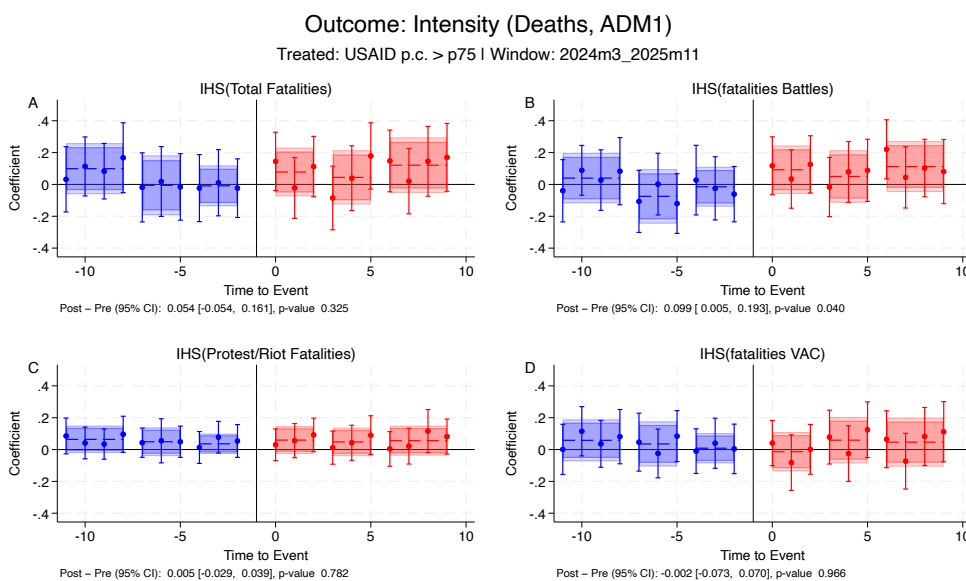 Outcome: Intensity (Deaths, ADM1)
Treated: USAID p.c. > p75 | Window: 2024m3_2025m11
A
IHS(Total Fatalities)
Coefficient
.4
.2
0
-.2
-.4
-10
-5
0
5
10
Time to Event
Post – Pre (95% CI): 0.054 [-0.054, 0.161], p-value 0.325
B
IHS(fatalities Battles)
Coefficient
.4
.2
0
-.2
-.4
-10
-5
0
5
10
Time to Event
Post – Pre (95% CI): 0.099 [ 0.005, 0.193], p-value 0.040
C
IHS(Protest/Riot Fatalities)
Coefficient
.4
.2
0
-.2
-.4
-10
-5
0
5
10
Time to Event
Post – Pre (95% CI): 0.005 [-0.029, 0.039], p-value 0.782
D
IHS(fatalities VAC)
Coefficient
.4
.2
0
-.2
-.4
-10
-5
0
5
10
Time to Event
Post – Pre (95% CI): -0.002 [-0.073, 0.070], p-value 0.966